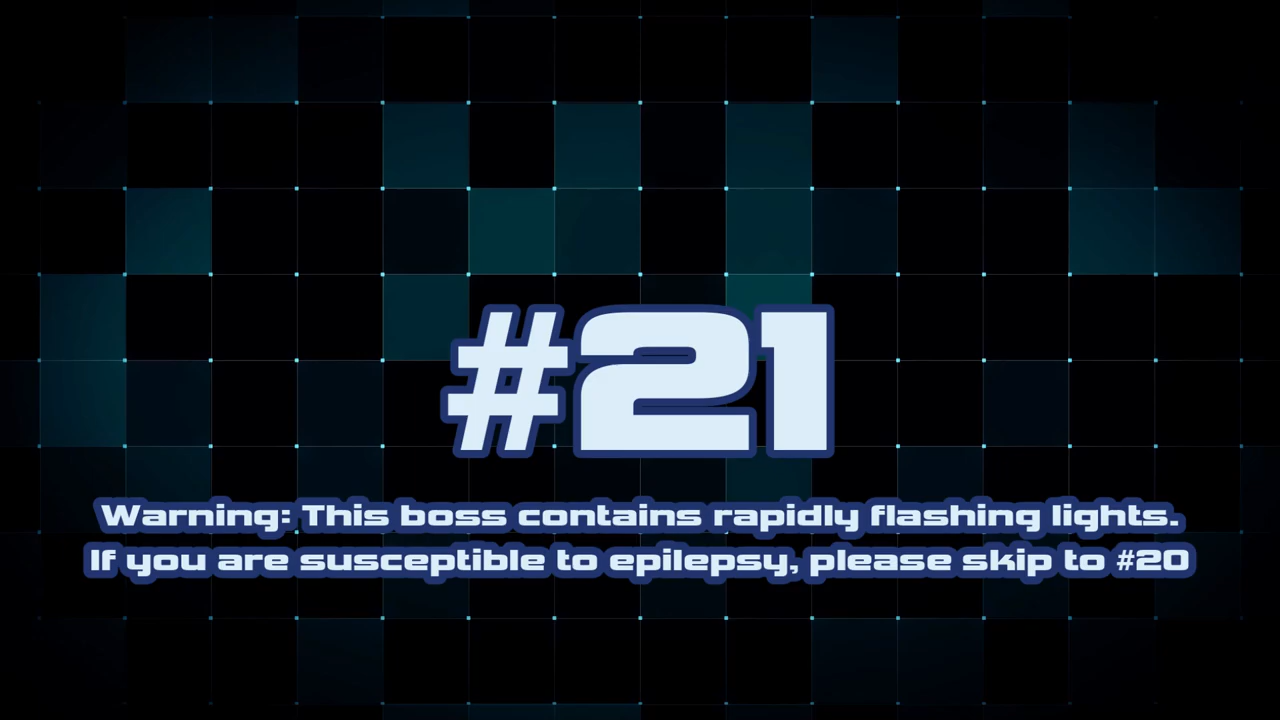 #21
Warning: This boss contains rapidly flashing lights.
If you are susceptible to epilepsy, please skip to #20